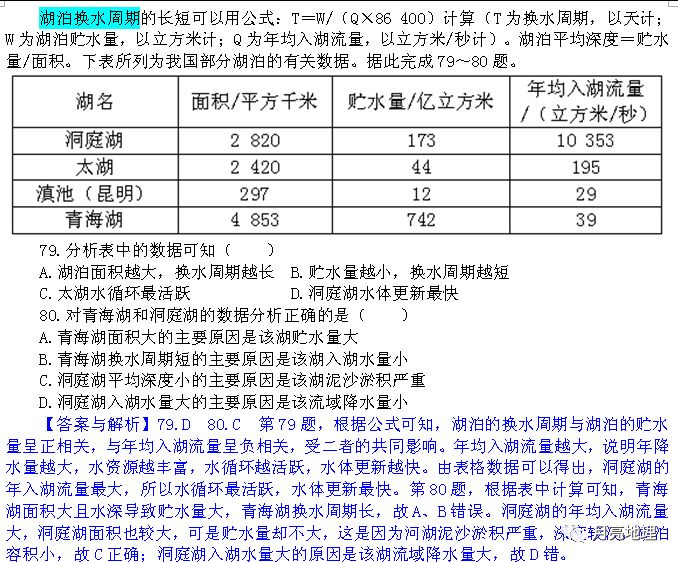 湖泊换水周期的长短可以用公式：T＝W/（Q×86 400）计算（T为换水周期，以天计；
W为湖泊贮水量，以立方米计；Q为年均入湖流量，以立方米/秒计）。湖泊平均深度＝贮水
量/面积。下表所列为我国部分湖泊的有关数据。据此完成79～80题。
湖名 面积/平方千米 贮水量/亿立方米 年均入湖流量
/（立方米/秒）
洞庭湖 2 820 173 10 353
太湖 2 420 44 195
滇池（昆明） 297 12 29
青海湖 4 853 742 39
79.分析表中的数据可知（　　）
A.湖泊面积越大，换水周期越长 B.贮水量越小，换水周期越短
C.太湖水循环最活跃 D.洞庭湖水体更新最快
80.对青海湖和洞庭湖的数据分析正确的是（　　）
A.青海湖面积大的主要原因是该湖贮水量大
B.青海湖换水周期短的主要原因是该湖入湖水量小
C.洞庭湖平均深度小的主要原因是该湖泥沙淤积严重
D.洞庭湖入湖水量大的主要原因是该流域降水量小
【答案与解析】79.D 80.C 第79题，根据公式可知，湖泊的换水周期与湖泊的贮水
量呈正相关，与年均入湖流量呈负相关，受二者的共同影响。年均入湖流量越大，说明年降
水量越大，水资源越丰富，水循环越活跃，水体更新越快。由表格数据可以得出，洞庭湖的
年入湖流量最大，所以水循环最活跃，水体更新最快。第80题，根据表中计算可知，青海
湖面积大且水深导致贮水量大，青海湖换水周期长，故A、B错误。洞庭湖的年均入湖流量
大，洞庭湖面积也较大，可是贮水量却不大，这是因为河湖泥沙淤积严重，深 泊
容积小，故C正确；洞庭湖入湖水量大的原因是该湖流域降水量大，故D错。
月亮地理